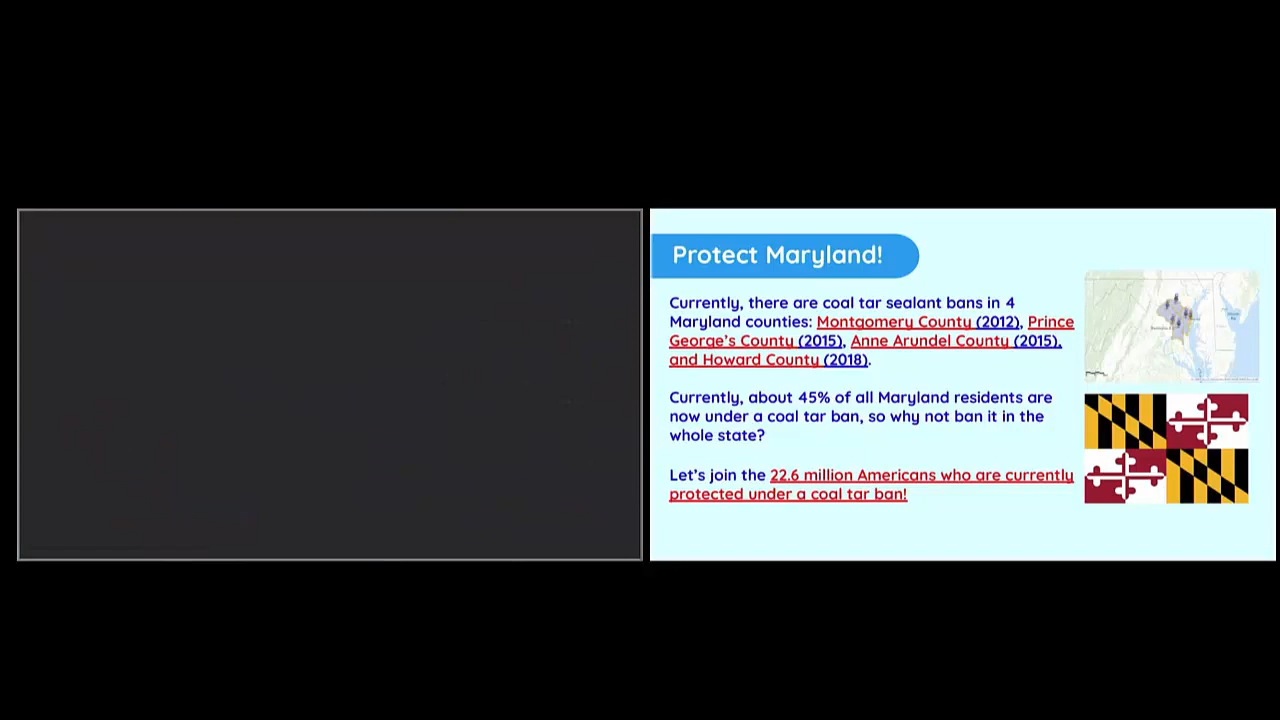 Protect Maryland!
Currently, there are coal tar sealant bans in 4
Maryland counties: Montgomery County (2012), Prince
George's County (2015), Anne Arundel County (2015),
and Howard County (2018).
Currently, about 45% of all Maryland residents are
now under a coal tar ban, so why not ban it in the
whole state?
Let's join the 22.6 million Americans who are currently
protected under a coal tar ban!